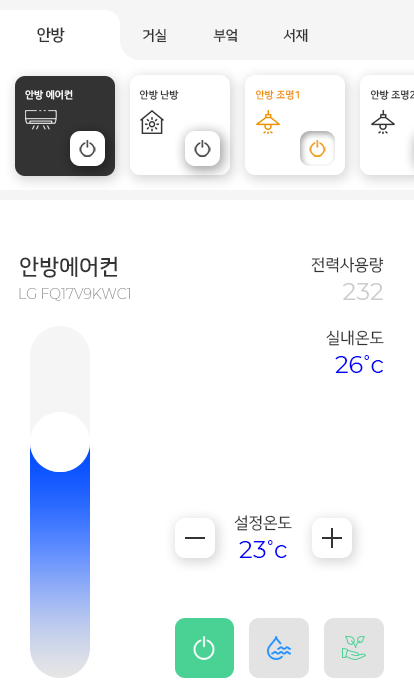 안방 거실 부엌 서재
안방 에어컨 안방 난방 안방 조명1 안방 조명2
안방에어컨
LG FQ17V9KWC1
전력사용량
232
실내온도
26°c
설정온도
23°c